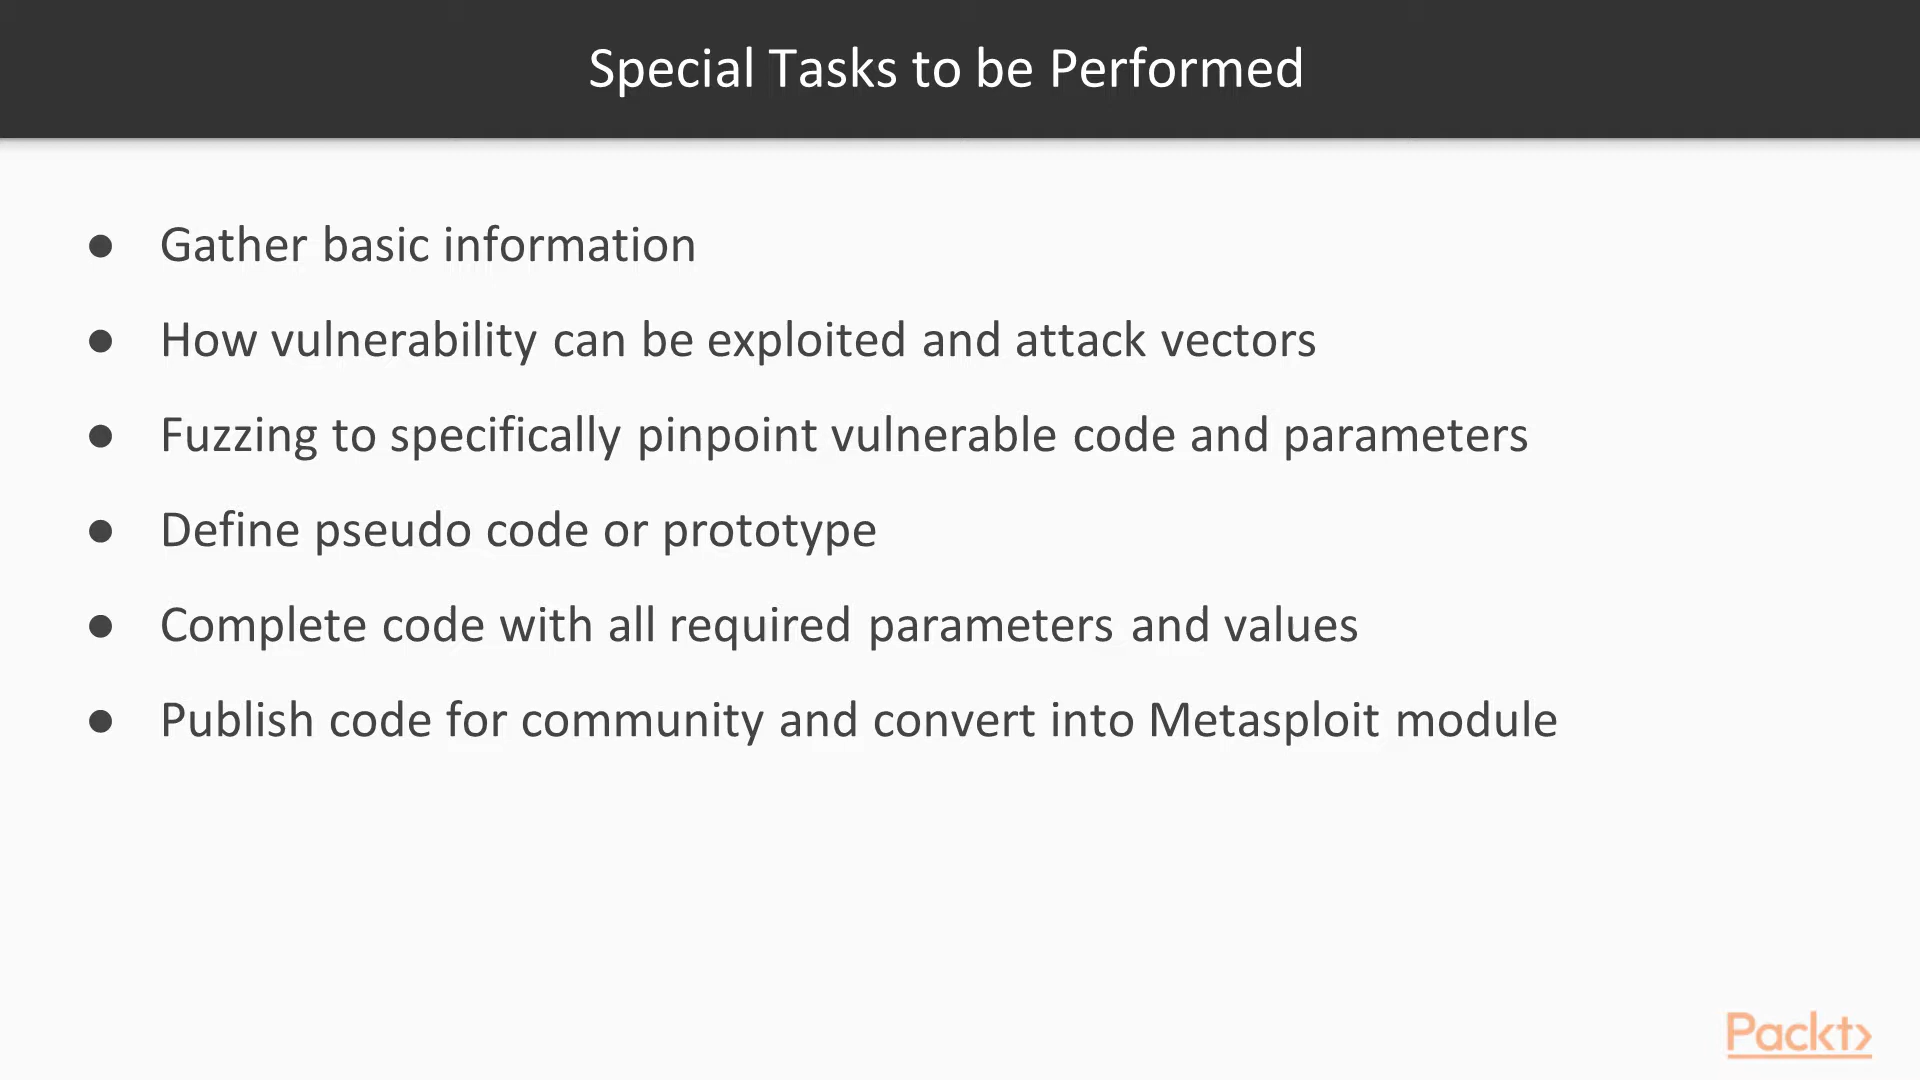 Special Tasks to be Performed
● Gather basic information
● How vulnerability can be exploited and attack vectors
● Fuzzing to specifically pinpoint vulnerable code and parameters
● Define pseudo code or prototype
● Complete code with all required parameters and values
● Publish code for community and convert into Metasploit module
Packt>